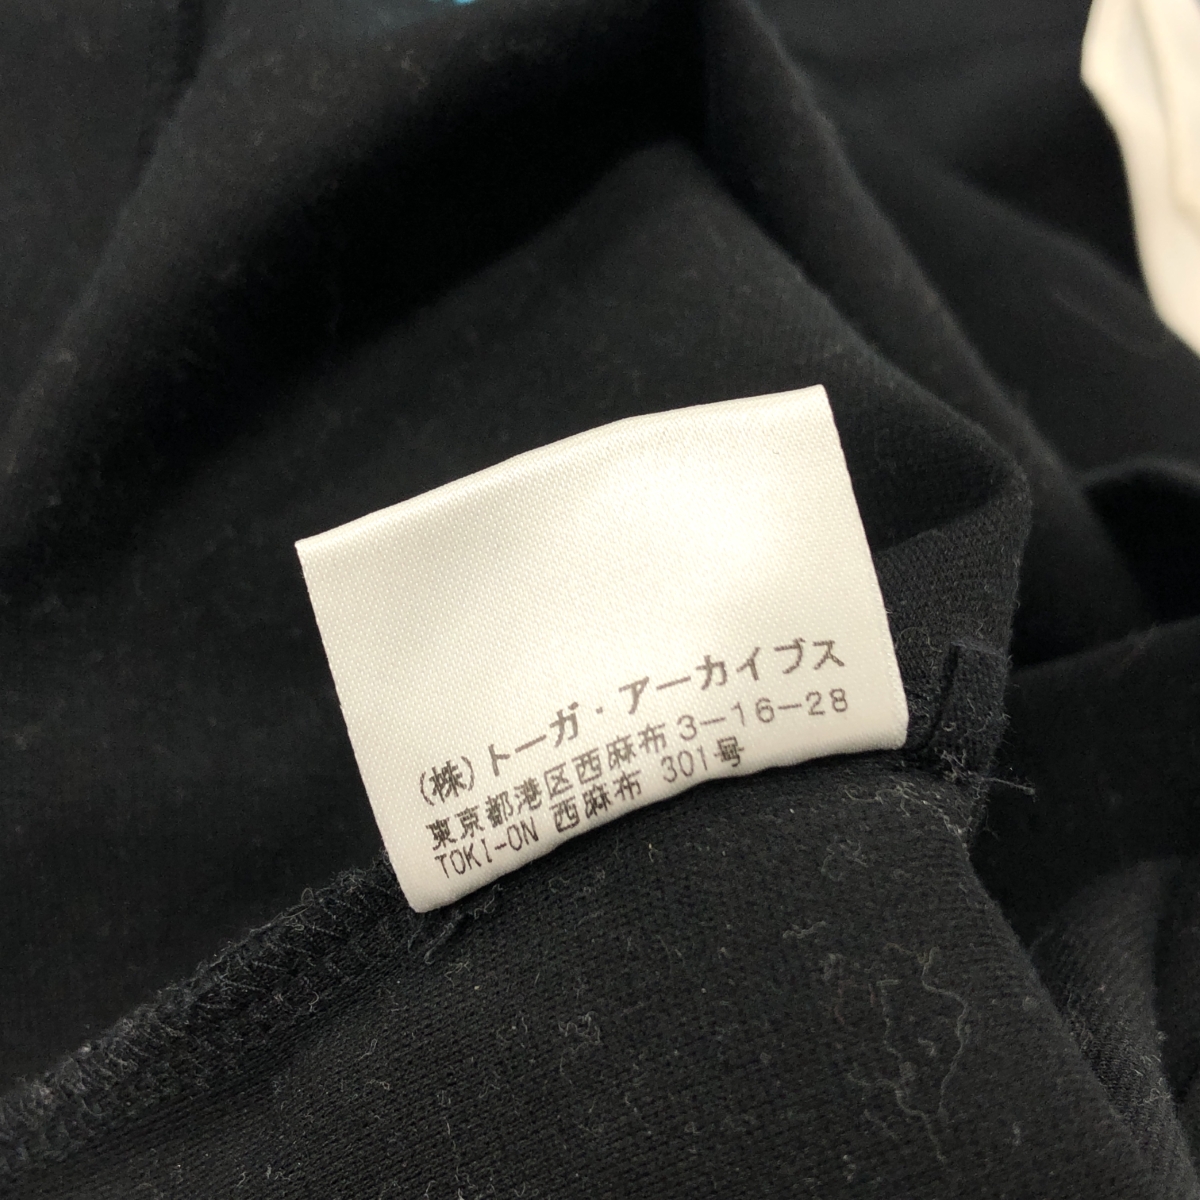 (株)トーガ・アーカイブス
東京都港区西麻布3-16-28
TOKI-ON 西麻布 301号